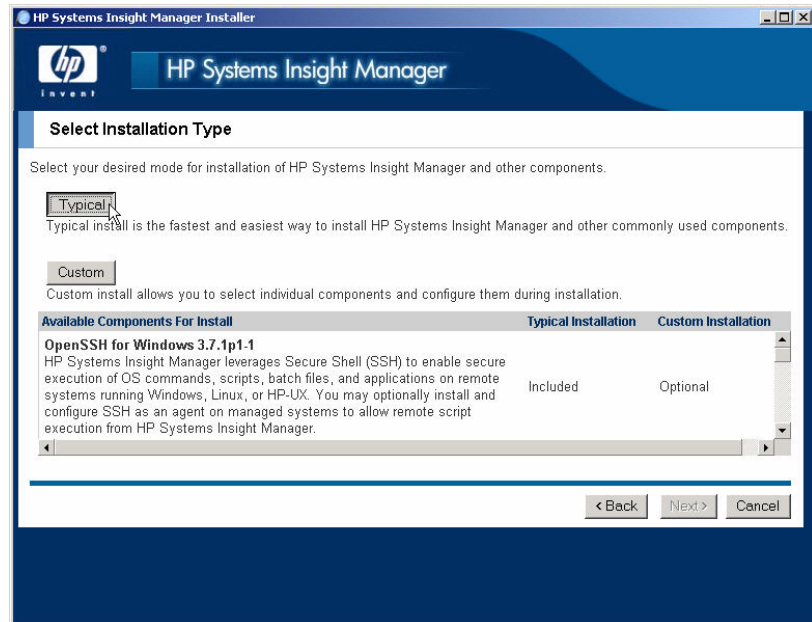 HP Systems Insight Manager Installer
hp
invent
HP Systems Insight Manager
Select Installation Type
Select your desired mode for installation of HP Systems Insight Manager and other components.
Typical
Typical install is the fastest and easiest way to install HP Systems Insight Manager and other commonly used components.
Custom
Custom install allows you to select individual components and configure them during installation.
Available Components For Install Typical Installation Custom Installation
OpenSSH for Windows 3.7.1p1-1
HP Systems Insight Manager leverages Secure Shell (SSH) to enable secure
execution of OS commands, scripts, batch files, and applications on remote
systems running Windows, Linux, or HP-UX. You may optionally install and
configure SSH as an agent on managed systems to allow remote script
execution from HP Systems Insight Manager.
Included Optional
< Back Next > Cancel